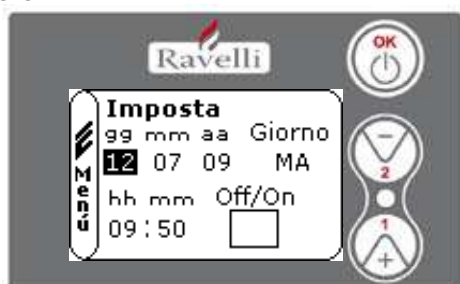 Ravelli
OK
Imposta
gg mm aa Giorno
12 07 09 MA
hh mm Off/On
09:50
Menú
2
1